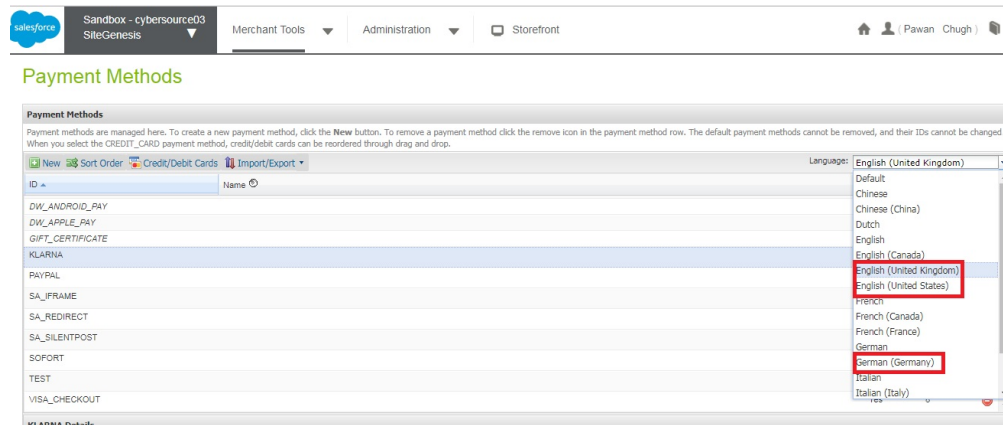 salesforce
Sandbox - cybersource03
SiteGenesis
Merchant Tools
Administration
Storefront
( Pawan Chugh )
Payment Methods
Payment Methods
Payment methods are managed here. To create a new payment method, click the New button. To remove a payment method click the remove icon in the payment method row. The default payment methods cannot be removed, and their IDs cannot be changed
When you select the CREDIT_CARD payment method, credit/debit cards can be reordered through drag and drop.
New Sort Order Credit/Debit Cards Import/Export
Language: English (United Kingdom)
ID
Name
DW_ANDROID_PAY
DW_APPLE_PAY
GIFT_CERTIFICATE
KLARNA
PAYPAL
SA_IFRAME
SA_REDIRECT
SA_SILENTPOST
SOFORT
TEST
VISA_CHECKOUT
Default
Chinese
Chinese (China)
Dutch
English
English (Canada)
English (United Kingdom)
English (United States)
French
French (Canada)
French (France)
German
German (Germany)
Italian
Italian (Italy)
KLARNA Details